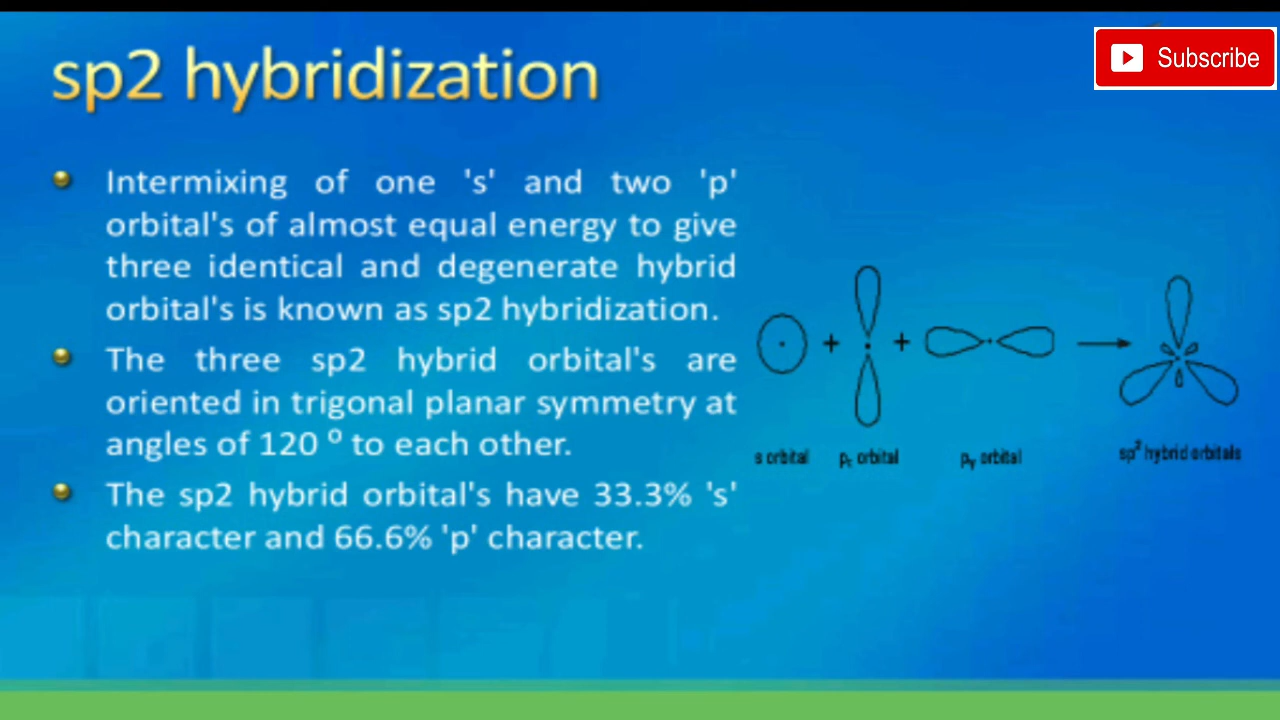 sp2 hybridization
Subscribe
Intermixing of one 's' and two 'p'
orbital's of almost equal energy to give
three identical and degenerate hybrid
orbital's is known as sp2 hybridization.
The three sp2 hybrid orbital's are
oriented in trigonal planar symmetry at
angles of 120 º to each other.
The sp2 hybrid orbital's have 33.3% 's'
character and 66.6% 'p' character.
+ +
s orbital orbital py orbital sp² hybrid orbitals